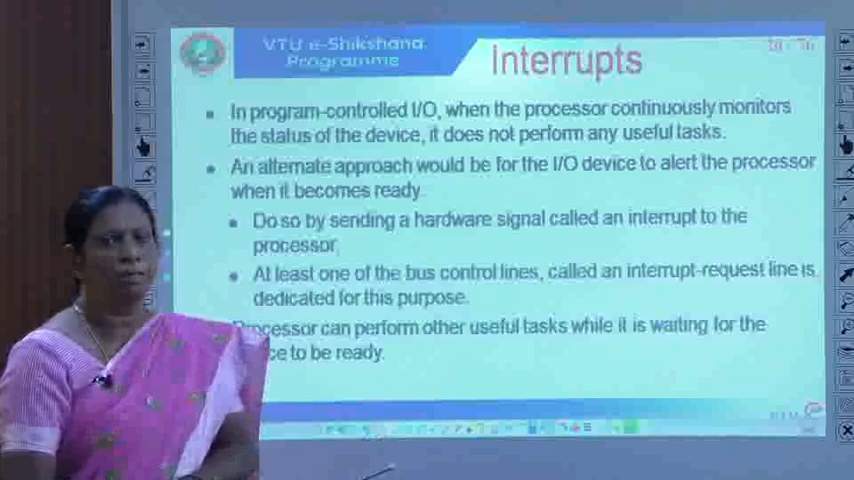 VTU e-Shikshana
Programme
Interrupts
In program-controlled I/O, when the processor continuously monitors
the status of the device, it does not perform any useful tasks.
An alternate approach would be for the I/O device to alert the processor
when it becomes ready.
Do so by sending a hardware signal called an interrupt to the
processor.
At least one of the bus control lines, called an interrupt-request line is
dedicated for this purpose.
Processor can perform other useful tasks while it is waiting for the
to be ready.